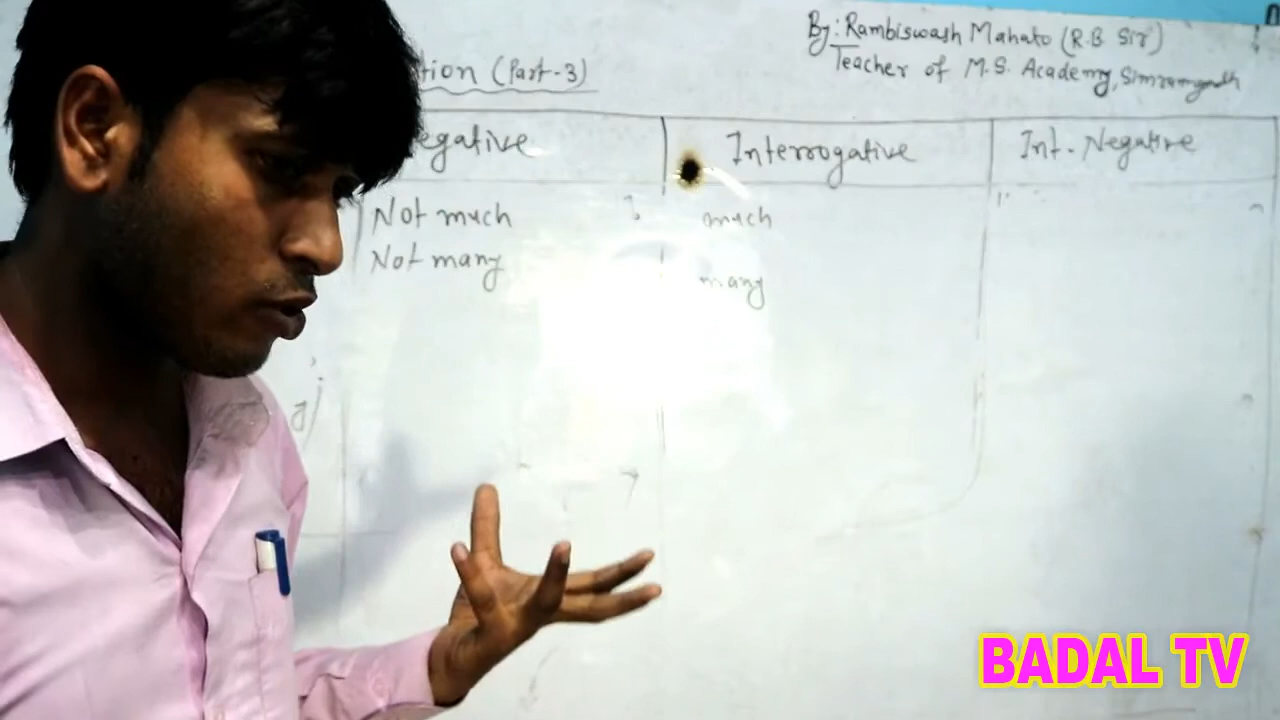 By: Rambiswash Mahato (R.B Sir)
Teacher of M.S. Academy, Simraungadh
tion (Part-3)
egative Interrogative Int. Negative
Not much much
Not many many
BADAL TV